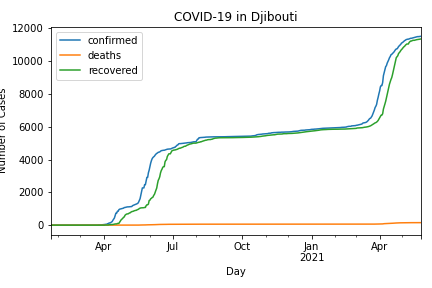 COVID-19 in Djibouti
confirmed
deaths
recovered
Number of Cases
12000
10000
8000
6000
4000
2000
0
Apr
Jul
Oct
Jan
2021
Apr
Day